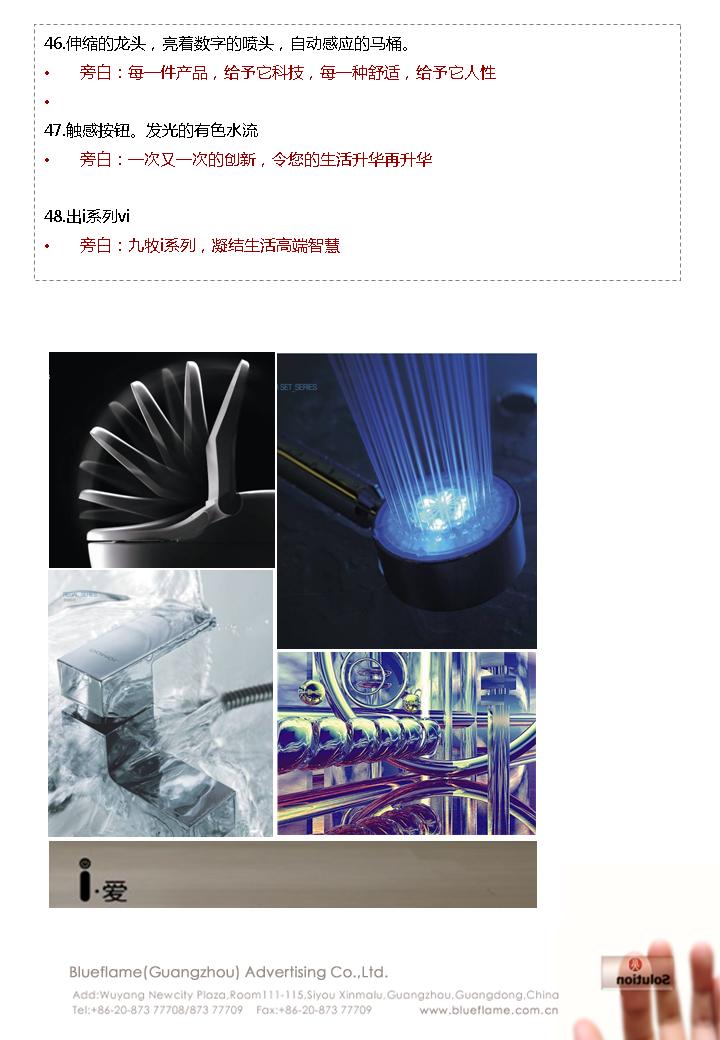 46.伸缩的龙头，亮着数字的喷头，自动感应的马桶。
• 旁白：每一件产品，给予它科技，每一种舒适，给予它人性
•
47.触感按钮。发光的有色水流
• 旁白：一次又一次的创新，令您的生活升华再升华
48.出i系列vi
• 旁白：九牧i系列，凝结生活高端智慧
SET_SERIES
REGAL_SERIES
i·爱
Blueflame(Guangzhou) Advertising Co.,Ltd.
Solution
Add:Wuyang Newcity Plaza,Room111-115,Siyou Xinmalu,Guangzhou,Guangdong,China
Tel:+86-20-873 77708/873 77709 Fax:+86-20-873 77709 www.blueflame.com.cn